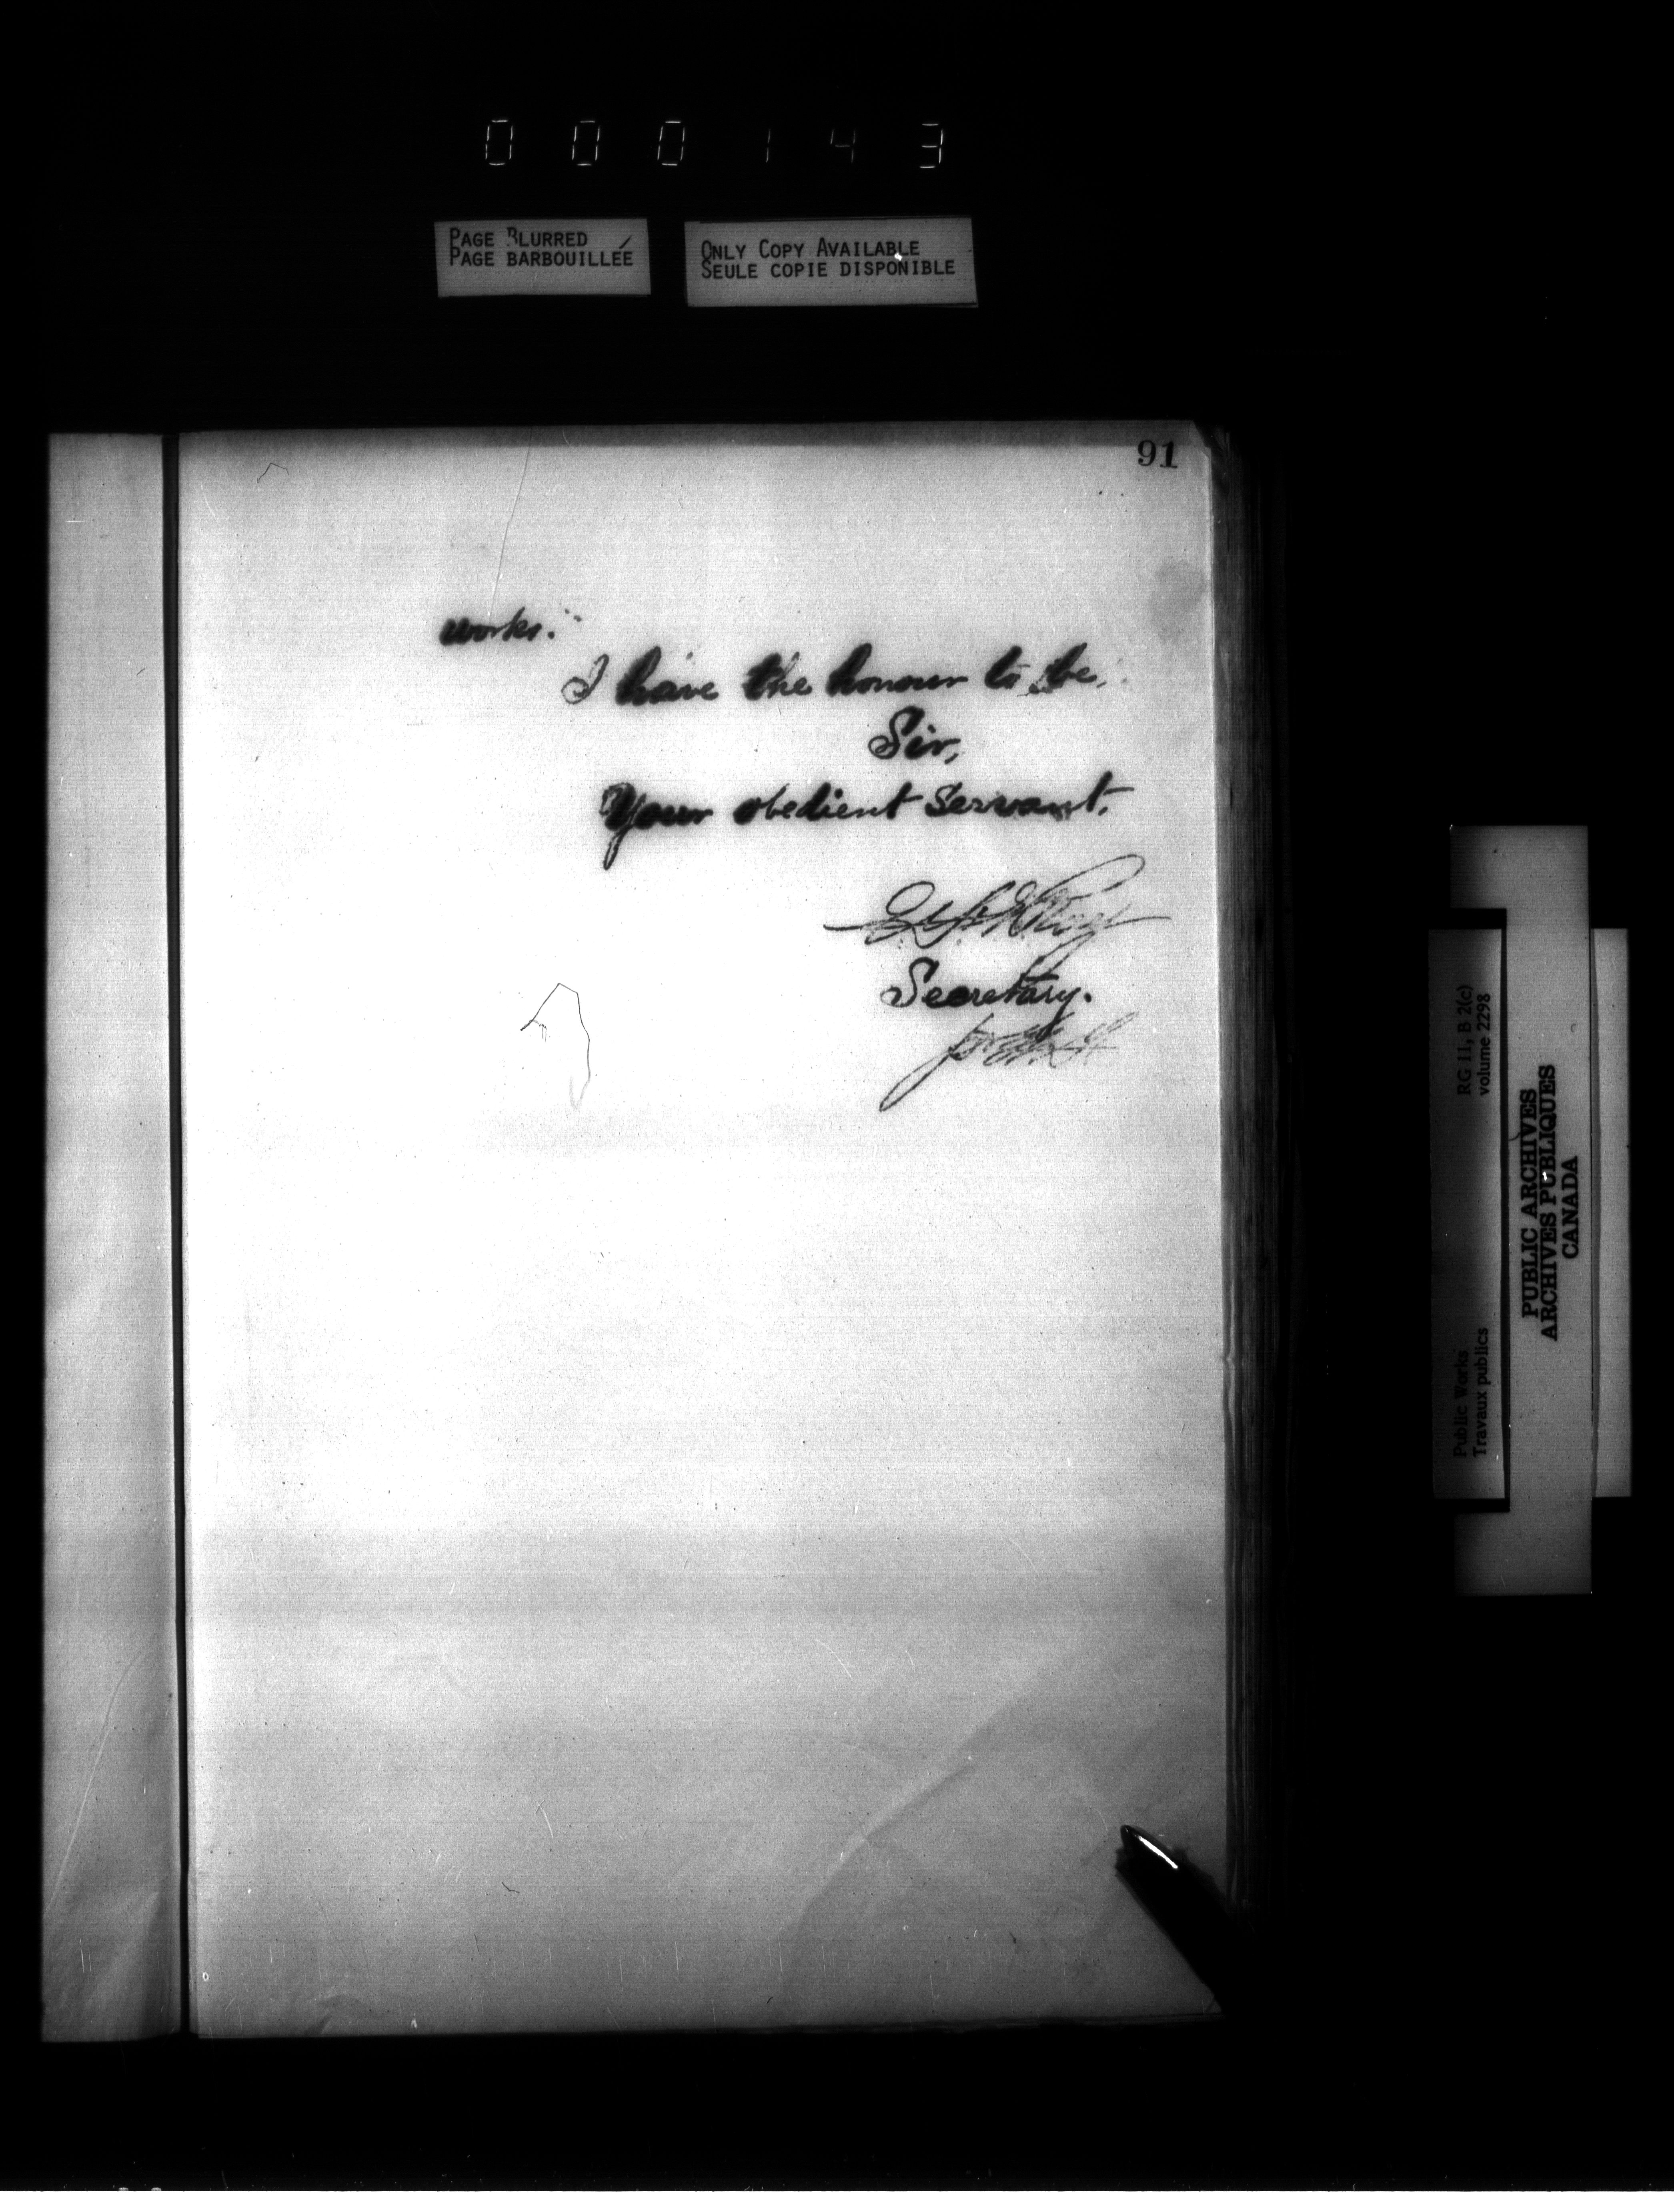 000143
PAGE BLURRED
PAGE BARBOUILLÉE
ONLY COPY AVAILABLE
SEULE COPIE DISPONIBLE
91
works."
I have the honour to be,
Sir,
Your obedient servant,
Secretary.
Public Works
Travaux publics
RG 11, B 2(c)
volume 2298
PUBLIC ARCHIVES
ARCHIVES PUBLIQUES
CANADA